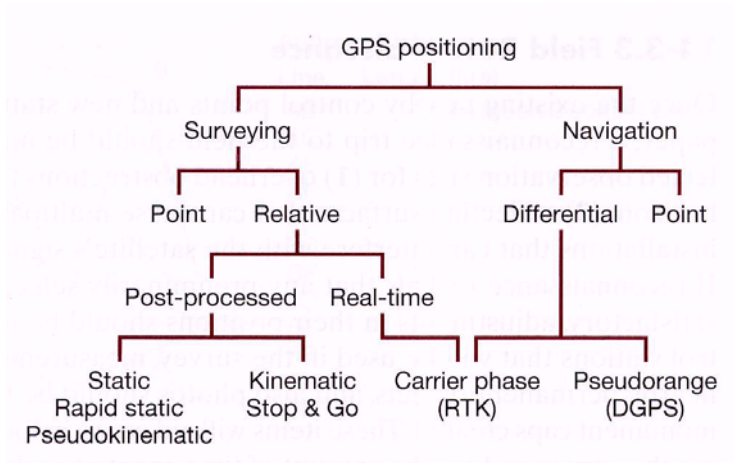 GPS positioning
Surveying
Navigation
Point
Relative
Differential
Point
Post-processed
Real-time
Static
Rapid static
Pseudokinematic
Kinematic
Stop & Go
Carrier phase
(RTK)
Pseudorange
(DGPS)